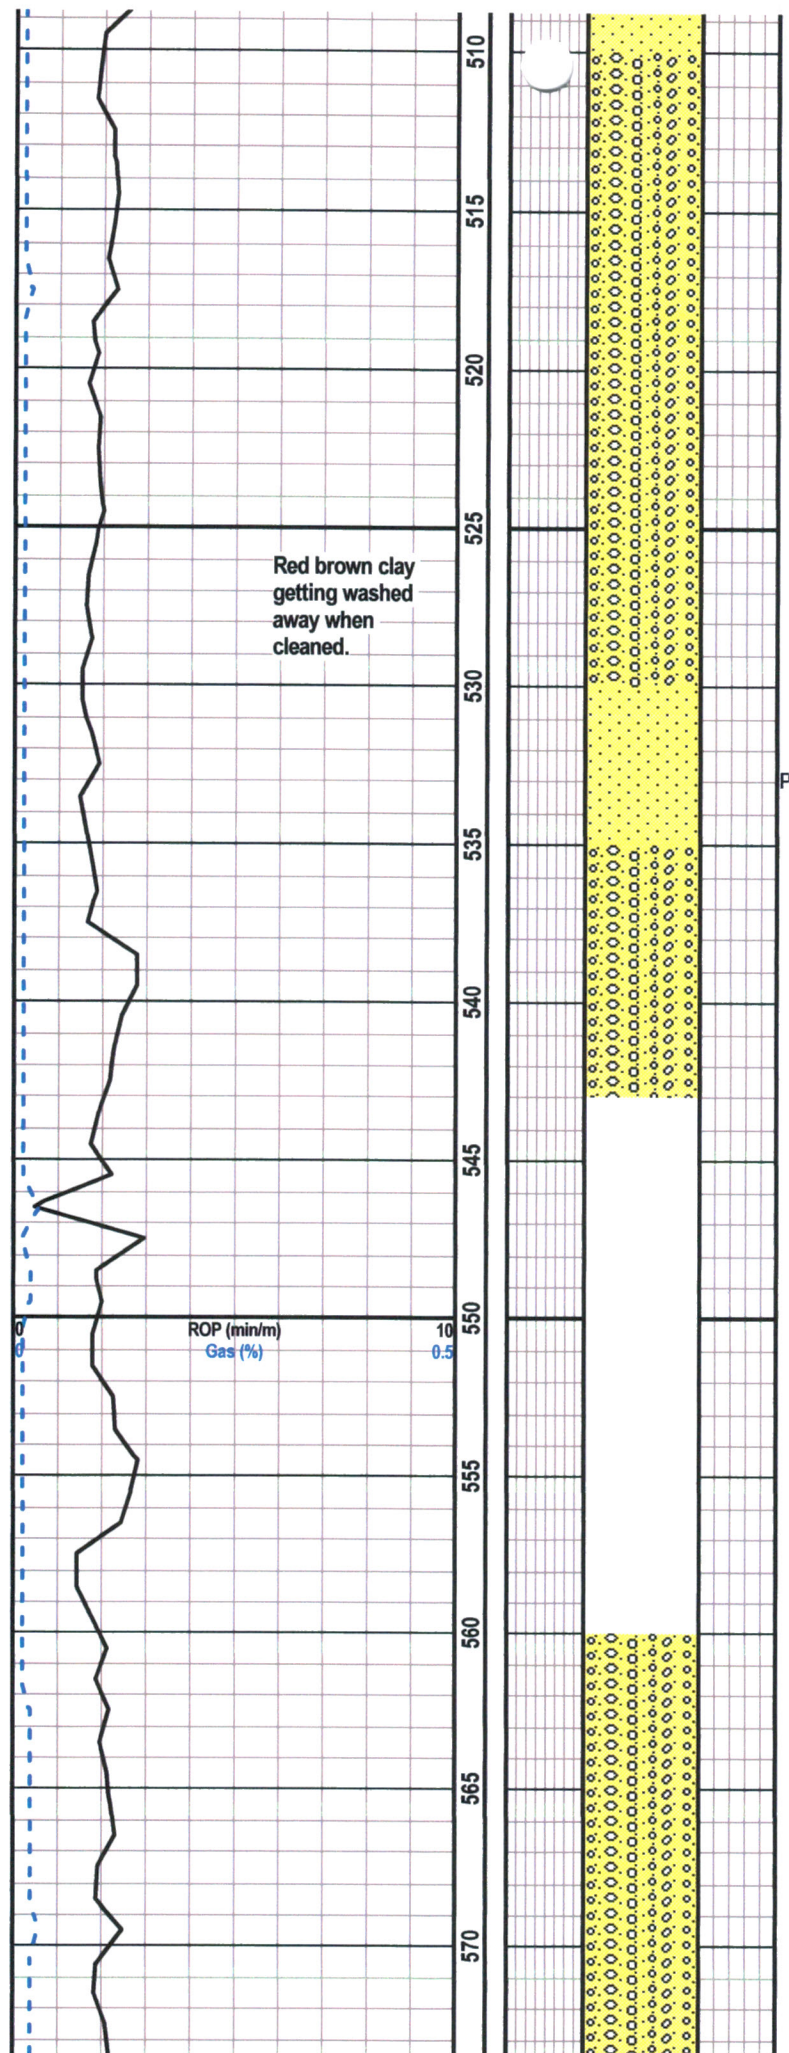 510
515
520
525
Red brown clay
getting washed
away when
cleaned.
530
P
535
540
545
550
0 ROP (min/m) 10
0 Gas (%) 0.5
555
560
565
570